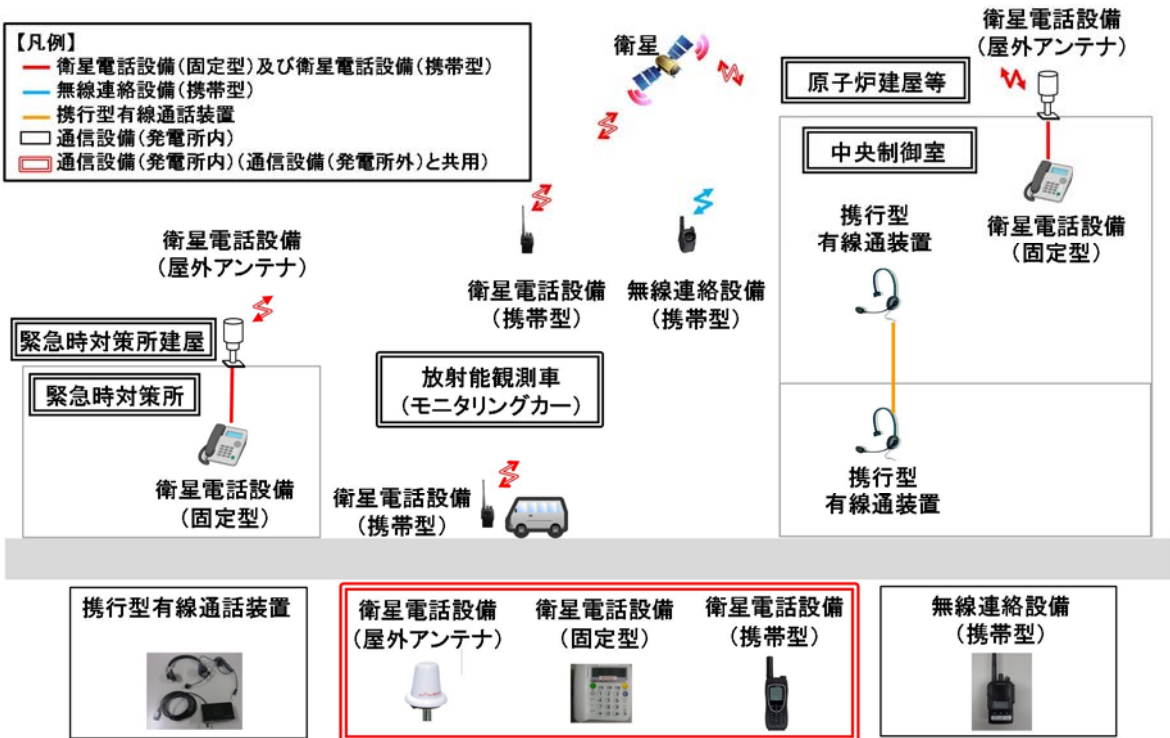 【凡例】
衛星電話設備(固定型)及び衛星電話設備(携帯型)
無線連絡設備(携帯型)
携行型有線通話装置
通信設備(発電所内)
通信設備(発電所内)(通信設備(発電所外)と共用)
衛星
衛星電話設備
(屋外アンテナ)
原子炉建屋等
中央制御室
携行型
有線通装置
衛星電話設備
(固定型)
衛星電話設備
(屋外アンテナ)
衛星電話設備
(携帯型)
無線連絡設備
(携帯型)
緊急時対策所建屋
緊急時対策所
放射能観測車
(モニタリングカー)
衛星電話設備
(固定型)
衛星電話設備
(携帯型)
携行型
有線通装置
携行型有線通話装置
衛星電話設備
(屋外アンテナ)
衛星電話設備
(固定型)
衛星電話設備
(携帯型)
無線連絡設備
(携帯型)